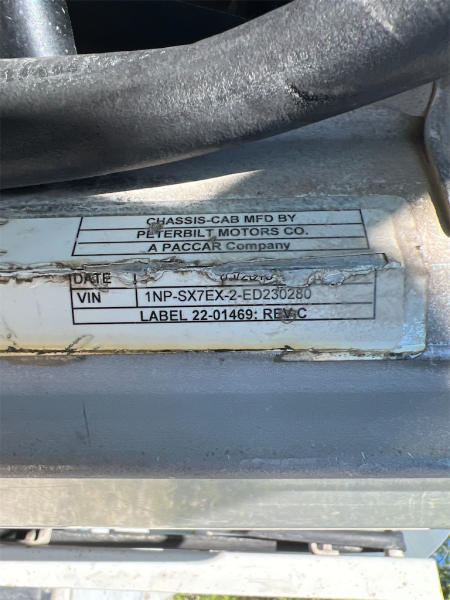 CHASSIS-CAB MFD BY
PETERBILT MOTORS CO.
A PACCAR Company
DATE
VIN 1NP-SX7EX-2-ED230280
LABEL 22-01469: REV.C